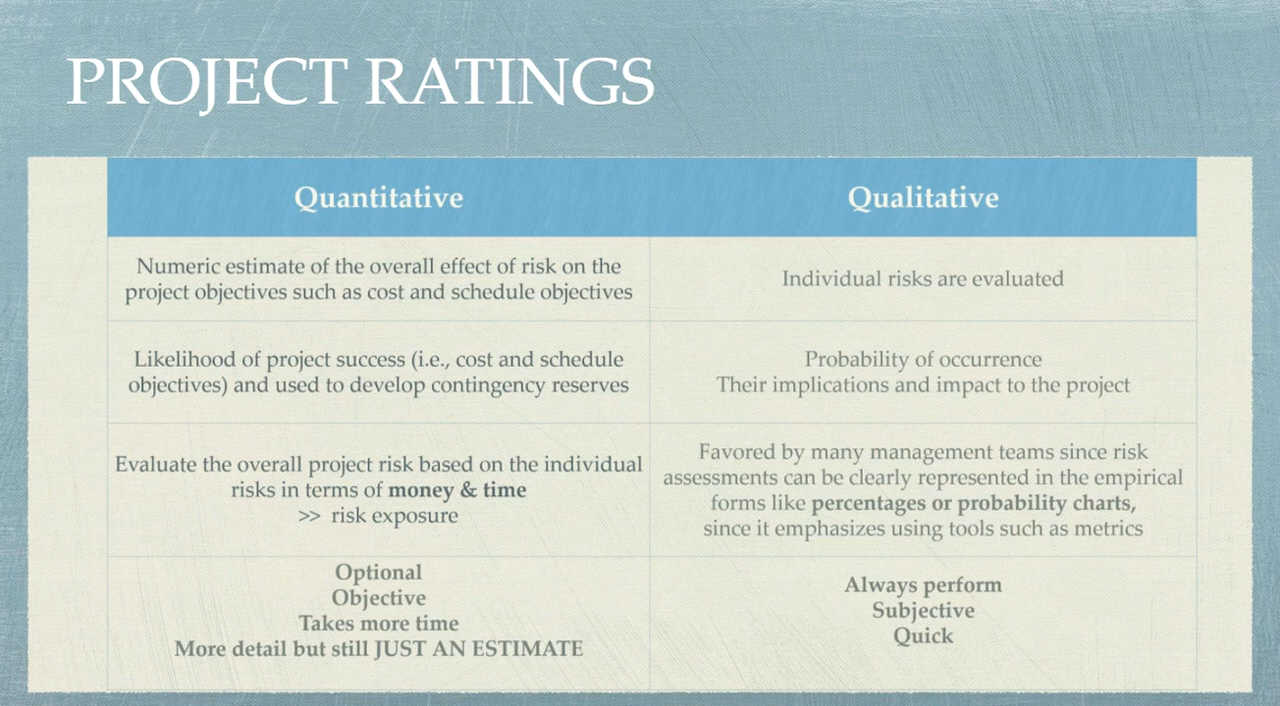 PROJECT RATINGS
Quantitative
Qualitative
Numeric estimate of the overall effect of risk on the
project objectives such as cost and schedule objectives
Individual risks are evaluated
Likelihood of project success (i.e., cost and schedule
objectives) and used to develop contingency reserves
Probability of occurrence
Their implications and impact to the project
Evaluate the overall project risk based on the individual
risks in terms of money & time
>> risk exposure
Favored by many management teams since risk
assessments can be clearly represented in the empirical
forms like percentages or probability charts,
since it emphasizes using tools such as metrics
Optional
Objective
Takes more time
More detail but still JUST AN ESTIMATE
Always perform
Subjective
Quick